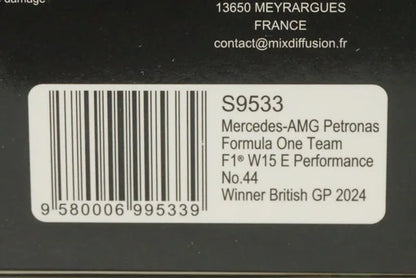 damage
13650 MEYRARGUES
FRANCE
contact@mixdiffusion.fr
S9533
Mercedes-AMG Petronas
Formula One Team
F1® W15 E Performance
No.44
Winner British GP 2024
9 580006 995339